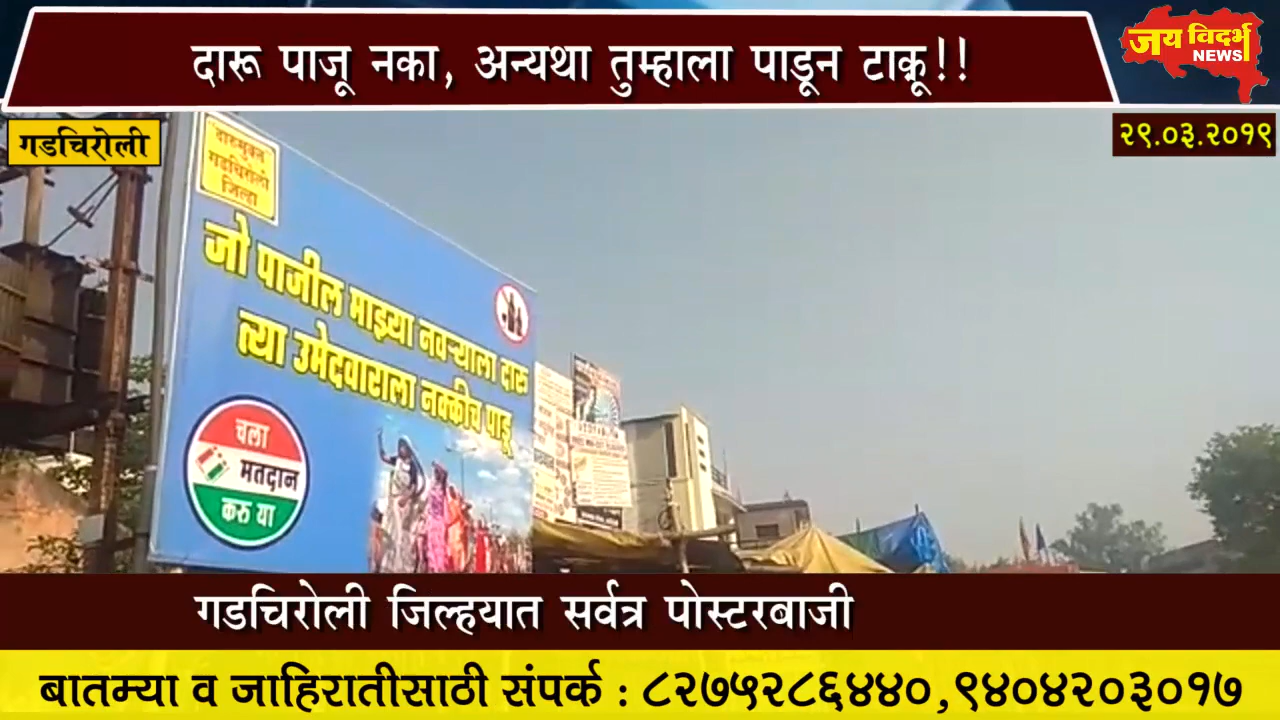 दारू पाजू नका, अन्यथा तुम्हाला पाडून टाकू!!
जय विदर्भ
NEWS
गडचिरोली
२९.०३.२०१९
"दारुमुक्त
गडचिरोली
जिल्हा
जो पाजील माझ्या नवऱ्याला दारु
त्या उमेदवाराला नक्कीच पाडू
चला
मतदान
करु या
गडचिरोली जिल्हयात सर्वत्र पोस्टरबाजी
बातम्या व जाहिरातीसाठी संपर्क : ८२७५२८६४४०,९४०४२०३०१७